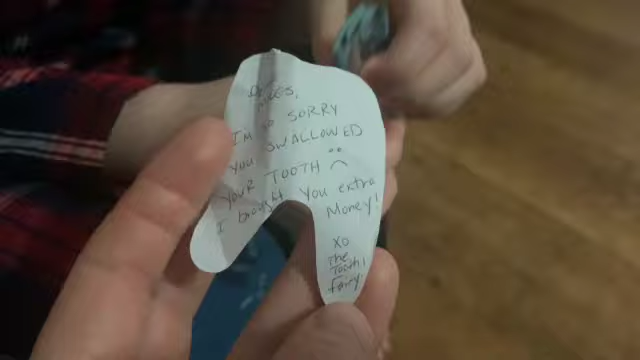 I'M SO SORRY
YOU SWALLOWED
YOUR TOOTH ☹
I brought you extra
Money!
XO
the
Tooth
fairy